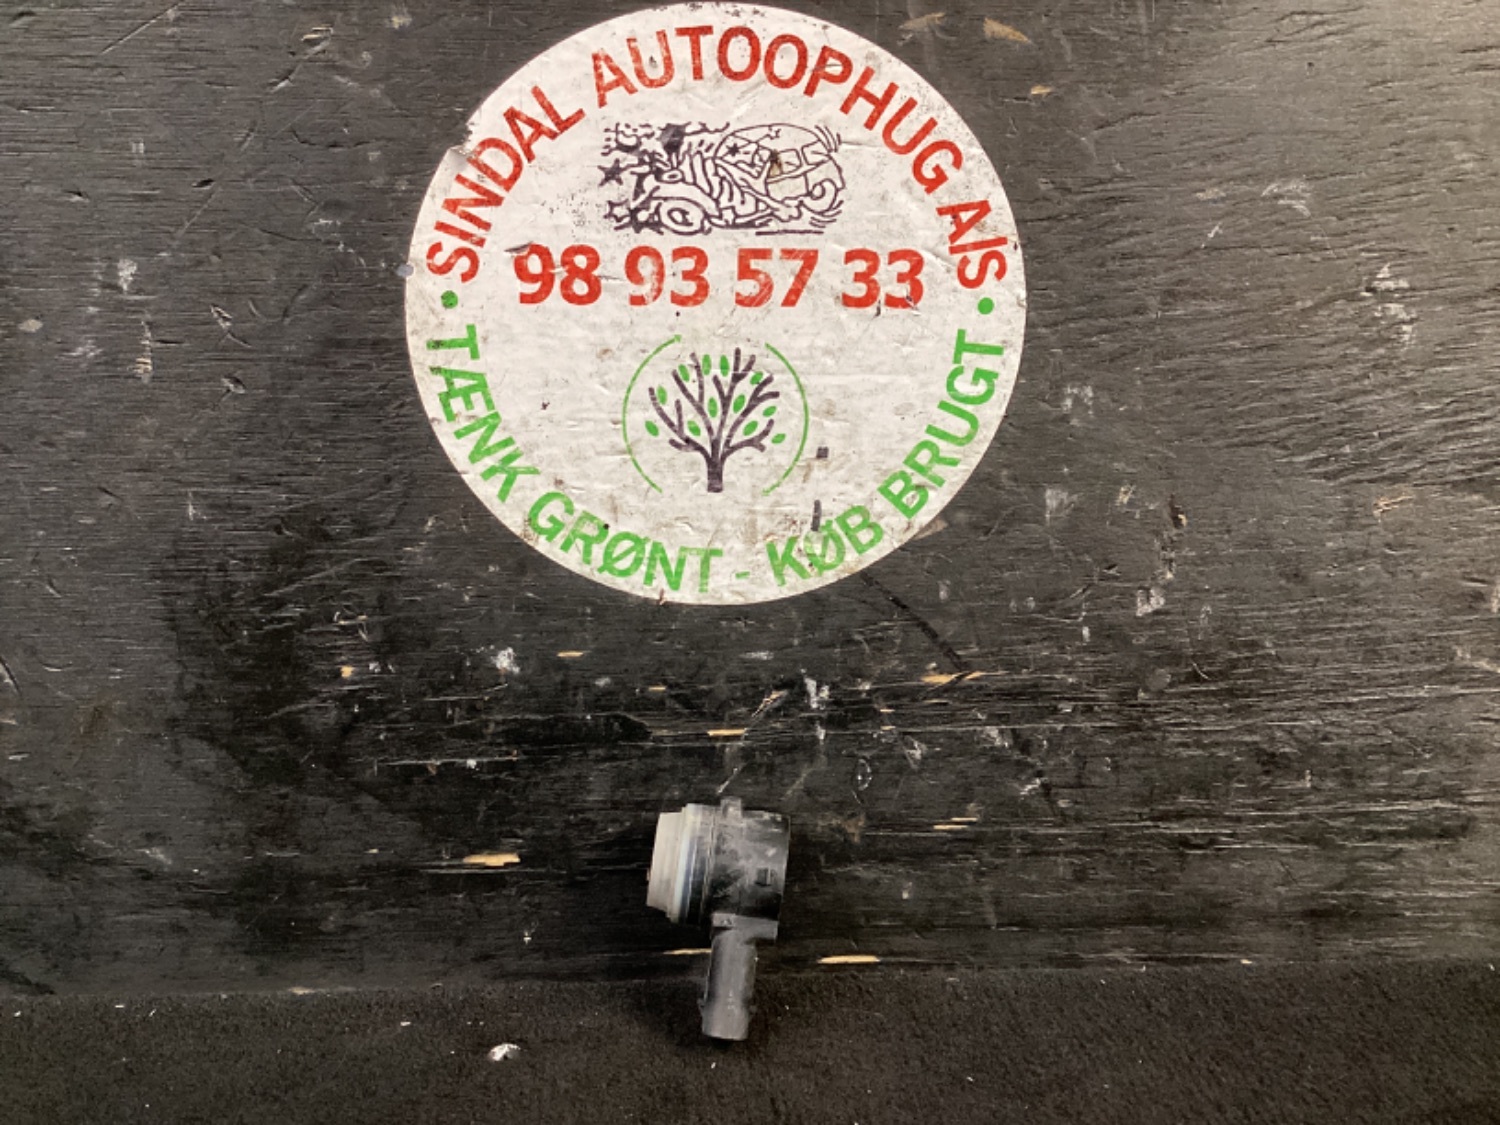 SINDAL AUTOOPHUG A/S
98 93 57 33
• TÆNK GRØNT - KØB BRUGT •